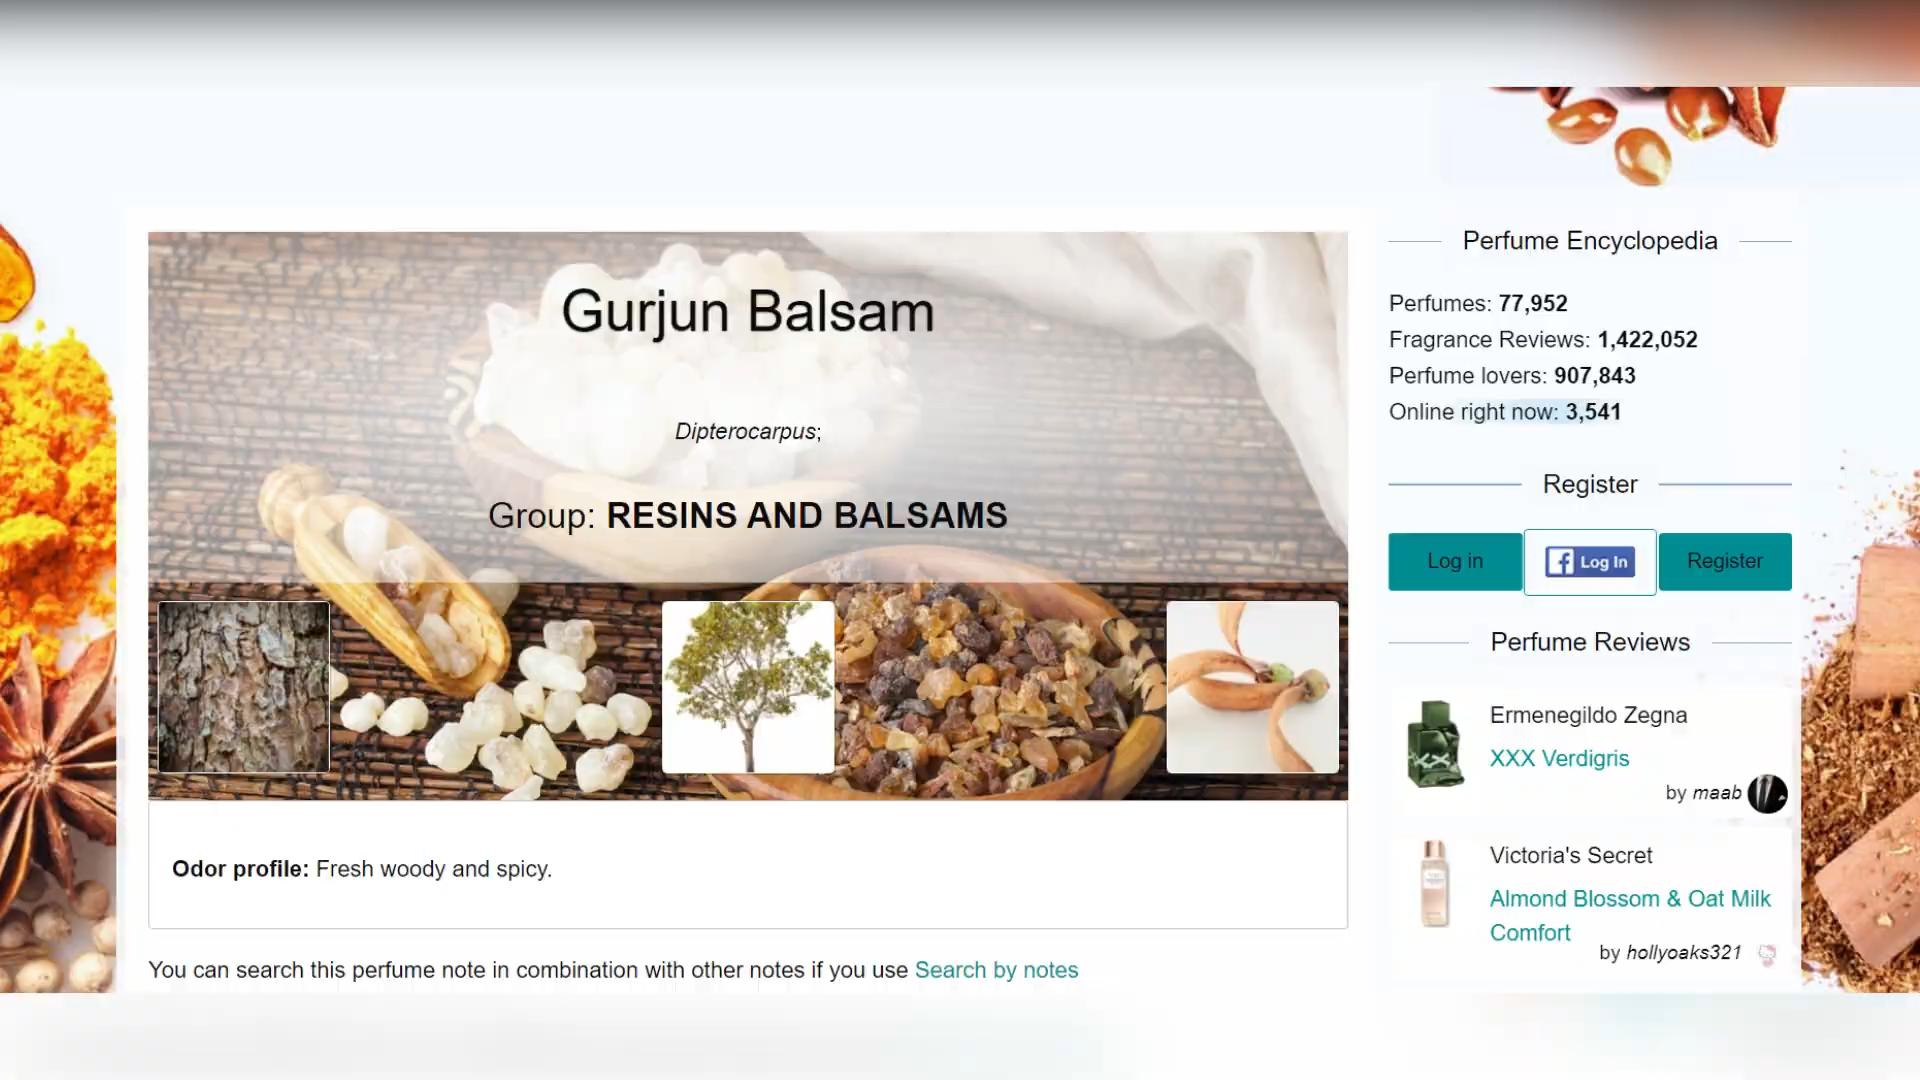 Gurjun Balsam
Dipterocarpus;
Group: RESINS AND BALSAMS
Odor profile: Fresh woody and spicy.
You can search this perfume note in combination with other notes if you use Search by notes
Perfume Encyclopedia
Perfumes: 77,952
Fragrance Reviews: 1,422,052
Perfume lovers: 907,843
Online right now: 3,541
Register
Log in
Log In
Register
Perfume Reviews
Ermenegildo Zegna
XXX Verdigris
by maab
Victoria's Secret
Almond Blossom & Oat Milk
Comfort
by hollyoaks321